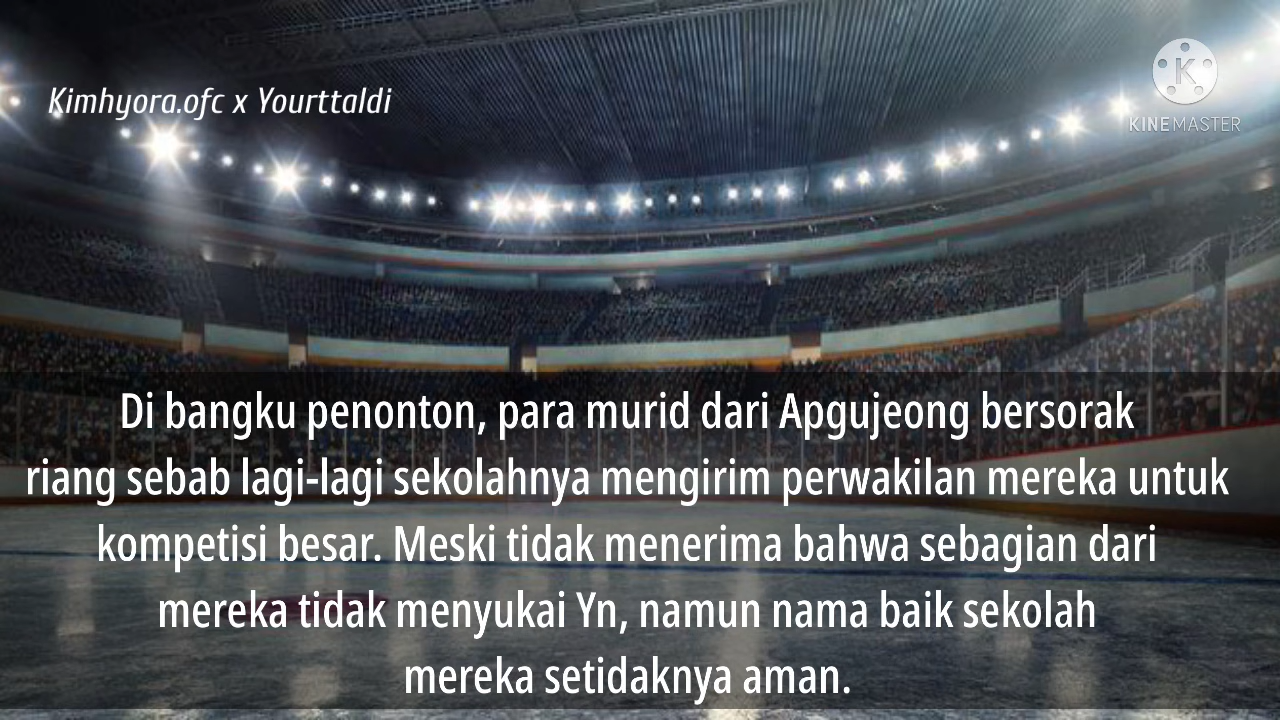 Kimhyora.ofc x Yourttaldi
K
KINEMASTER
Di bangku penonton, para murid dari Apgujeong bersorak
riang sebab lagi-lagi sekolahnya mengirim perwakilan mereka untuk
kompetisi besar. Meski tidak menerima bahwa sebagian dari
mereka tidak menyukai Yn, namun nama baik sekolah
mereka setidaknya aman.